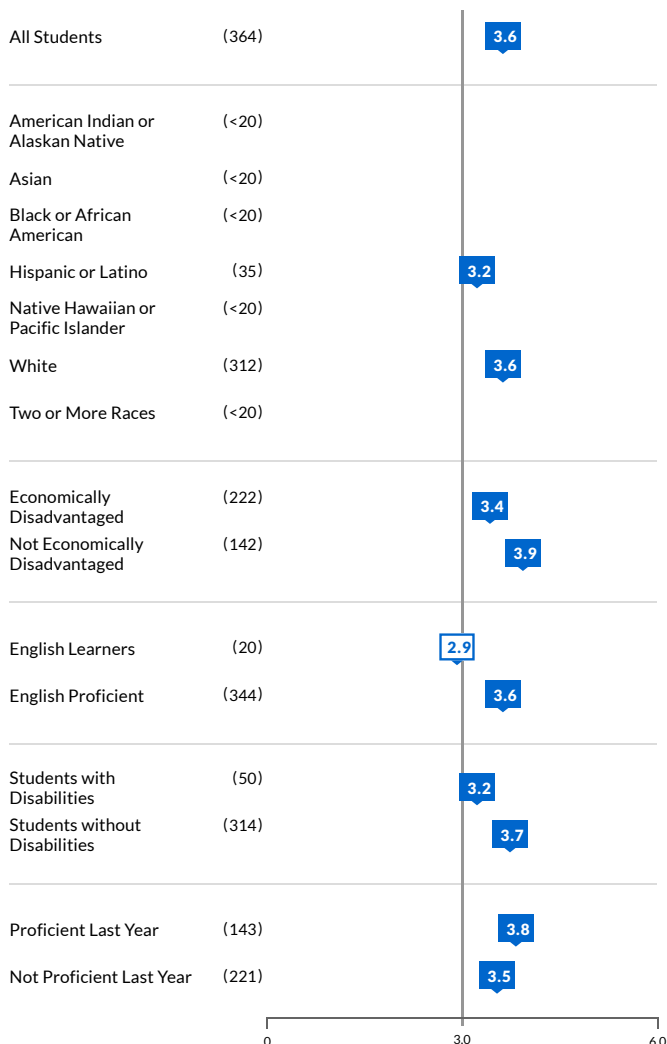 All Students (364) 3.6
American Indian or (<20)
Alaskan Native
Asian (<20)
Black or African (<20)
American
Hispanic or Latino (35) 3.2
Native Hawaiian or (<20)
Pacific Islander
White (312) 3.6
Two or More Races (<20)
Economically (222) 3.4
Disadvantaged
Not Economically (142) 3.9
Disadvantaged
English Learners (20) 2.9
English Proficient (344) 3.6
Students with (50) 3.2
Disabilities
Students without (314) 3.7
Disabilities
Proficient Last Year (143) 3.8
Not Proficient Last Year (221) 3.5
0 3.0 6.0